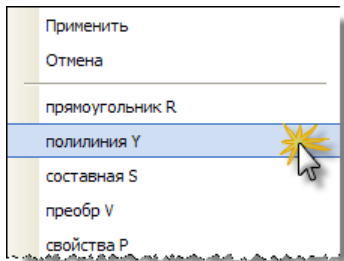 Применить
Отмена
прямоугольник R
полилиния Y
составная S
преобр V
свойства P